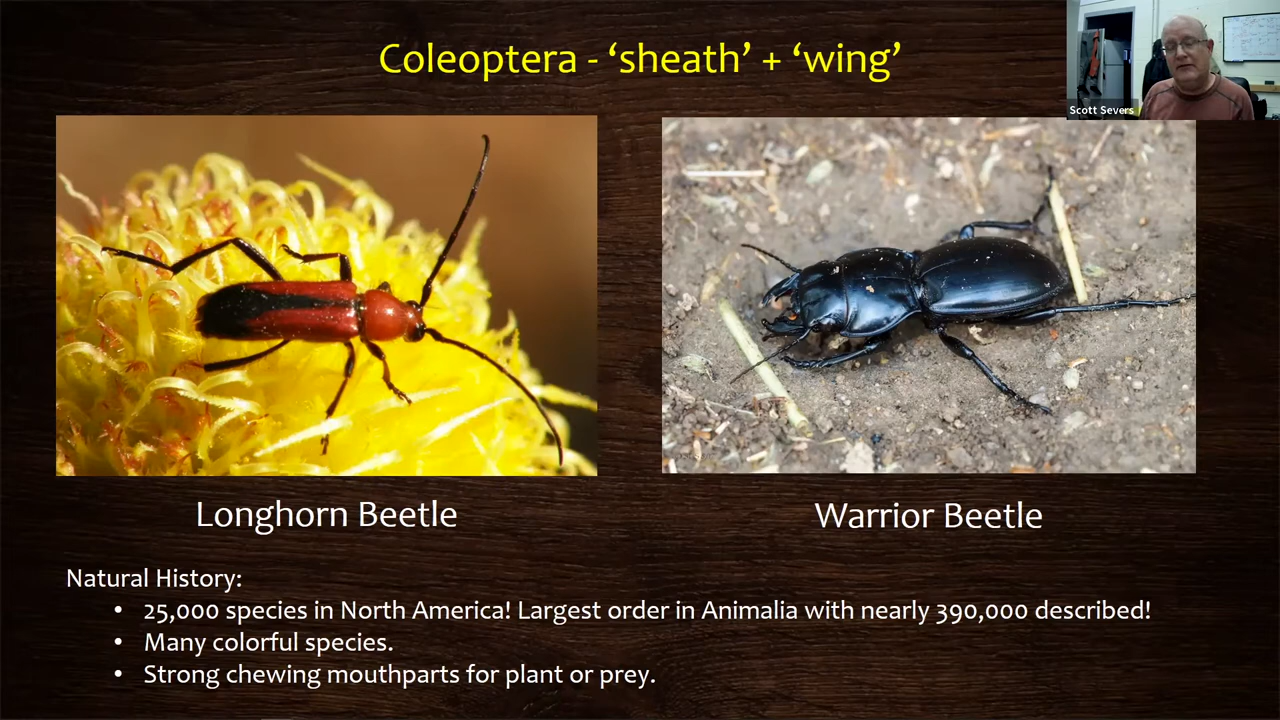 Coleoptera - ‘sheath’ + ‘wing’
Scott Severs
Longhorn Beetle
Warrior Beetle
Natural History:
• 25,000 species in North America! Largest order in Animalia with nearly 390,000 described!
• Many colorful species.
• Strong chewing mouthparts for plant or prey.